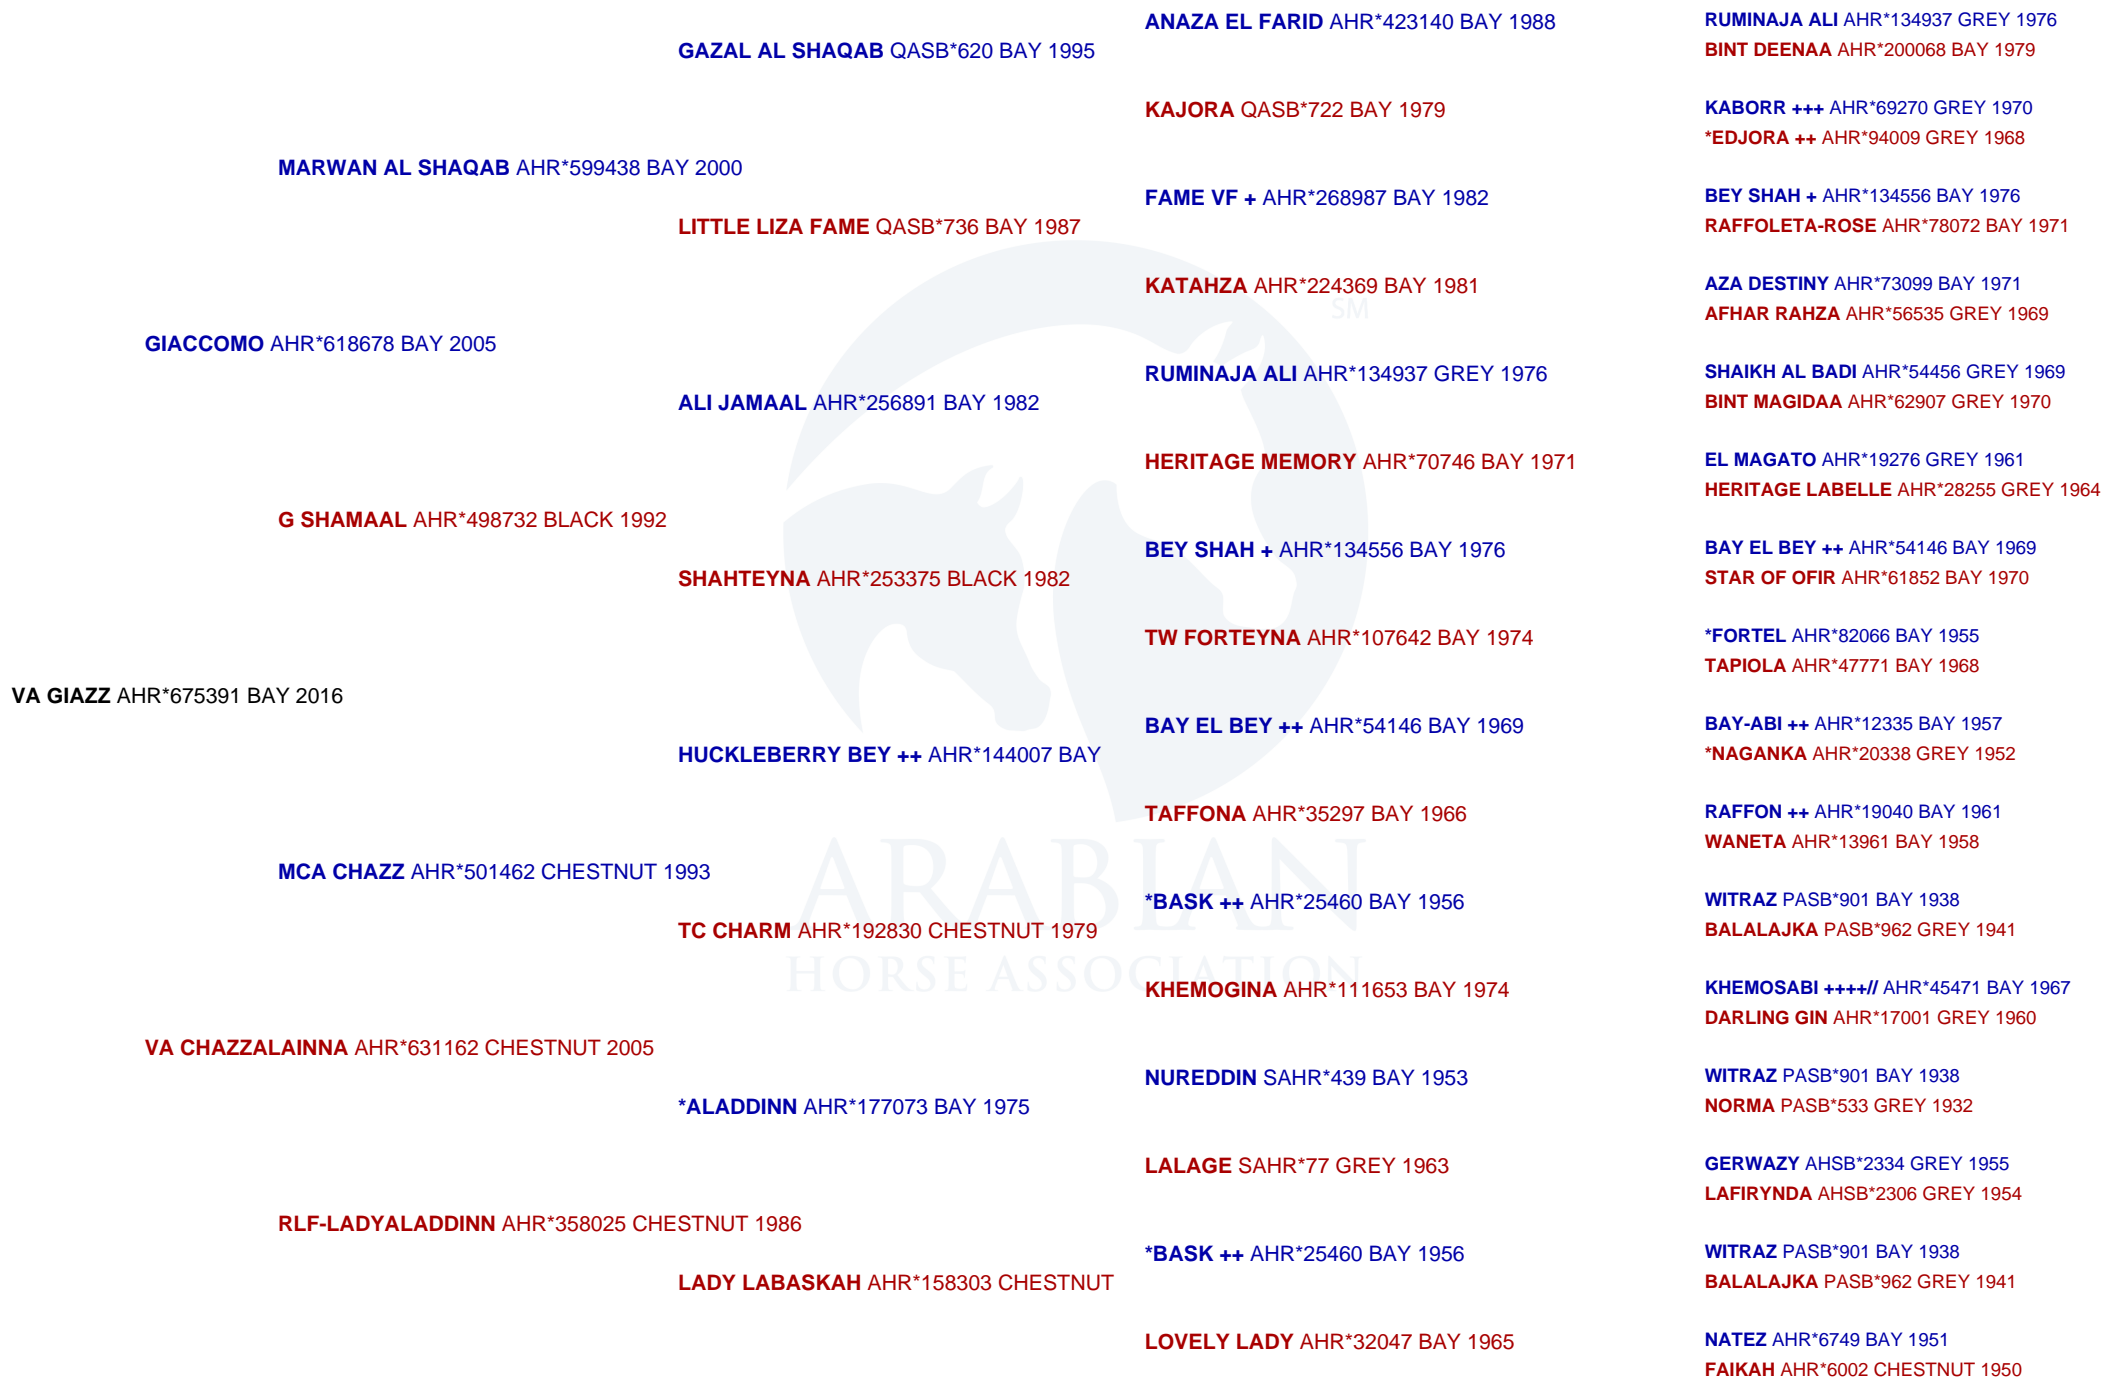 ANAZA EL FARID AHR*423140 BAY 1988
RUMINAJA ALI AHR*134937 GREY 1976
GAZAL AL SHAQAB QASB*620 BAY 1995
BINT DEENAA AHR*200068 BAY 1979
KAJORA QASB*722 BAY 1979
KABORR +++ AHR*69270 GREY 1970
*EDJORA ++ AHR*94009 GREY 1968
MARWAN AL SHAQAB AHR*599438 BAY 2000
FAME VF + AHR*268987 BAY 1982
BEY SHAH + AHR*134556 BAY 1976
LITTLE LIZA FAME QASB*736 BAY 1987
RAFFOLETA-ROSE AHR*78072 BAY 1971
KATAHZA AHR*224369 BAY 1981
AZA DESTINY AHR*73099 BAY 1971
SM
AFHAR RAHZA AHR*56535 GREY 1969
GIACCOMO AHR*618678 BAY 2005
RUMINAJA ALI AHR*134937 GREY 1976
SHAIKH AL BADI AHR*54456 GREY 1969
ALI JAMAAL AHR*256891 BAY 1982
BINT MAGIDAA AHR*62907 GREY 1970
HERITAGE MEMORY AHR*70746 BAY 1971
EL MAGATO AHR*19276 GREY 1961
HERITAGE LABELLE AHR*28255 GREY 1964
G SHAMAAL AHR*498732 BLACK 1992
BEY SHAH + AHR*134556 BAY 1976
BAY EL BEY ++ AHR*54146 BAY 1969
SHAHTEYNA AHR*253375 BLACK 1982
STAR OF OFIR AHR*61852 BAY 1970
TW FORTEYNA AHR*107642 BAY 1974
*FORTEL AHR*82066 BAY 1955
TAPIOLA AHR*47771 BAY 1968
VA GIAZZ AHR*675391 BAY 2016
BAY EL BEY ++ AHR*54146 BAY 1969
BAY-ABI ++ AHR*12335 BAY 1957
HUCKLEBERRY BEY ++ AHR*144007 BAY
*NAGANKA AHR*20338 GREY 1952
TAFFONA AHR*35297 BAY 1966
RAFFON ++ AHR*19040 BAY 1961
WANETA AHR*13961 BAY 1958
MCA CHAZZ AHR*501462 CHESTNUT 1993
ARABIAN
*BASK ++ AHR*25460 BAY 1956
WITRAZ PASB*901 BAY 1938
TC CHARM AHR*192830 CHESTNUT 1979
BALALAJKA PASB*962 GREY 1941
HORSE ASSOCIATION
KHEMOGINA AHR*111653 BAY 1974
KHEMOSABI ++++// AHR*45471 BAY 1967
DARLING GIN AHR*17001 GREY 1960
VA CHAZZALAINNA AHR*631162 CHESTNUT 2005
NUREDDIN SAHR*439 BAY 1953
WITRAZ PASB*901 BAY 1938
*ALADDINN AHR*177073 BAY 1975
NORMA PASB*533 GREY 1932
LALAGE SAHR*77 GREY 1963
GERWAZY AHSB*2334 GREY 1955
LAFIRYNDA AHSB*2306 GREY 1954
RLF-LADYALADDINN AHR*358025 CHESTNUT 1986
*BASK ++ AHR*25460 BAY 1956
WITRAZ PASB*901 BAY 1938
LADY LABASKAH AHR*158303 CHESTNUT
BALALAJKA PASB*962 GREY 1941
LOVELY LADY AHR*32047 BAY 1965
NATEZ AHR*6749 BAY 1951
FAIKAH AHR*6002 CHESTNUT 1950